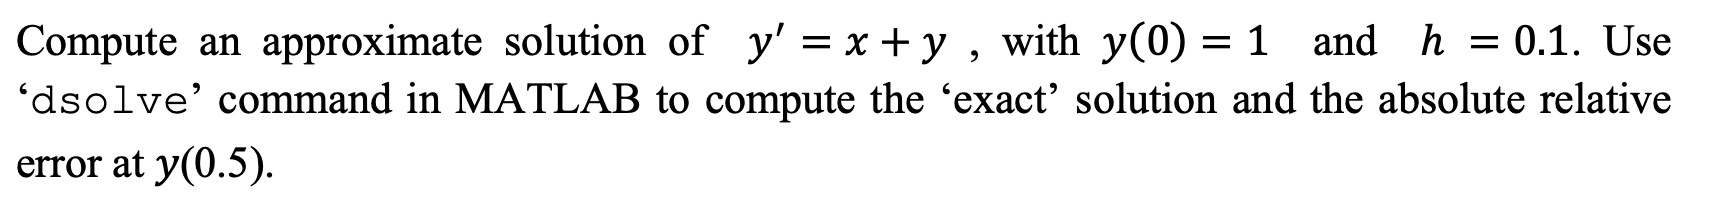 Compute an approximate solution of y′ = x + y , with y(0) = 1 and h = 0.1. Use
‘dsolve’ command in MATLAB to compute the ‘exact’ solution and the absolute relative
error at y(0.5).